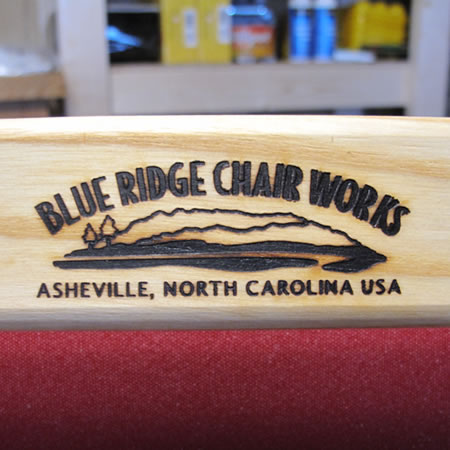 BLUE RIDGE CHAIR WORKS
ASHEVILLE, NORTH CAROLINA USA